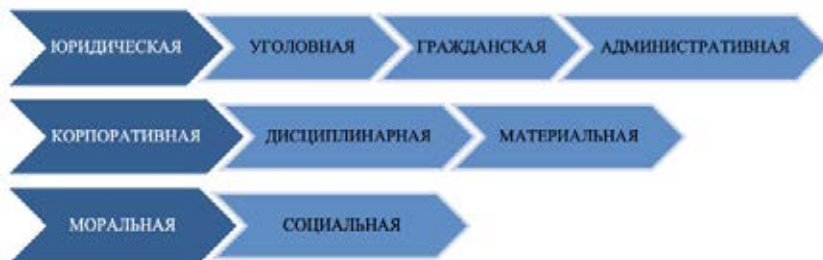 ЮРИДИЧЕСКАЯ УГОЛОВНАЯ ГРАЖДАНСКАЯ АДМИНИСТРАТИВНАЯ
КОРПОРАТИВНАЯ ДИСЦИПЛИНАРНАЯ МАТЕРИАЛЬНАЯ
МОРАЛЬНАЯ СОЦИАЛЬНАЯ